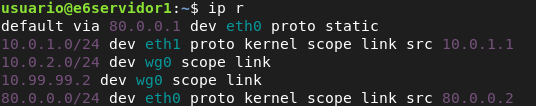 usuario@e6servidor1:~$ ip r
default via 80.0.0.1 dev eth0 proto static
10.0.1.0/24 dev eth1 proto kernel scope link src 10.0.1.1
10.0.2.0/24 dev wg0 scope link
10.99.99.2 dev wg0 scope link
80.0.0.0/24 dev eth0 proto kernel scope link src 80.0.0.2